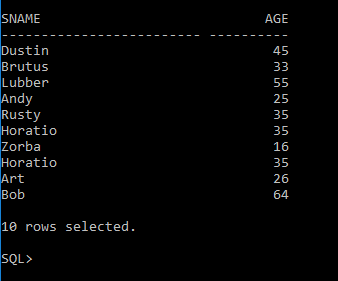 SNAME                            AGE
------------------------- ----------
Dustin                            45
Brutus                            33
Lubber                            55
Andy                              25
Rusty                             35
Horatio                           35
Zorba                             16
Horatio                           35
Art                               26
Bob                               64
10 rows selected.
SQL>